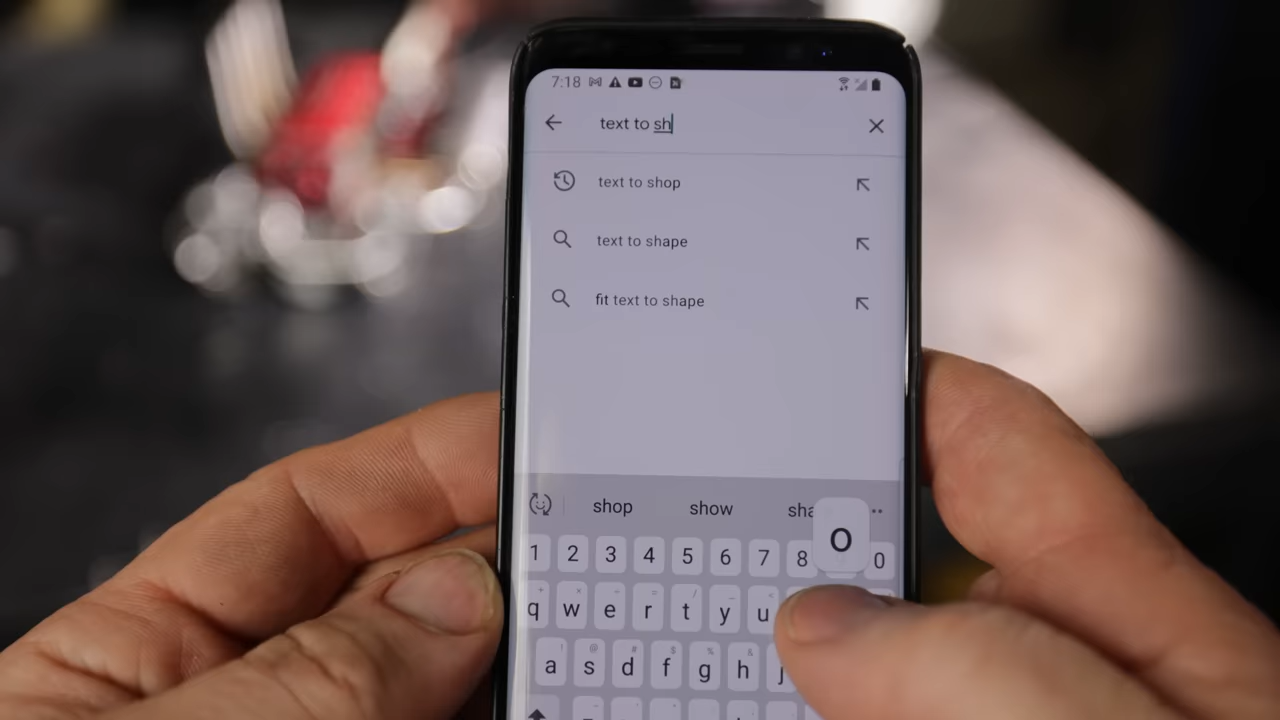 7:18
text to sh
text to shop
text to shape
fit text to shape
shop show sha
o
1 2 3 4 5 6 7 8 0
q w e r t y u
a s d f g h j